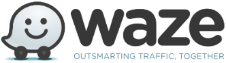 waze
OUTSMARTING TRAFFIC, TOGETHER